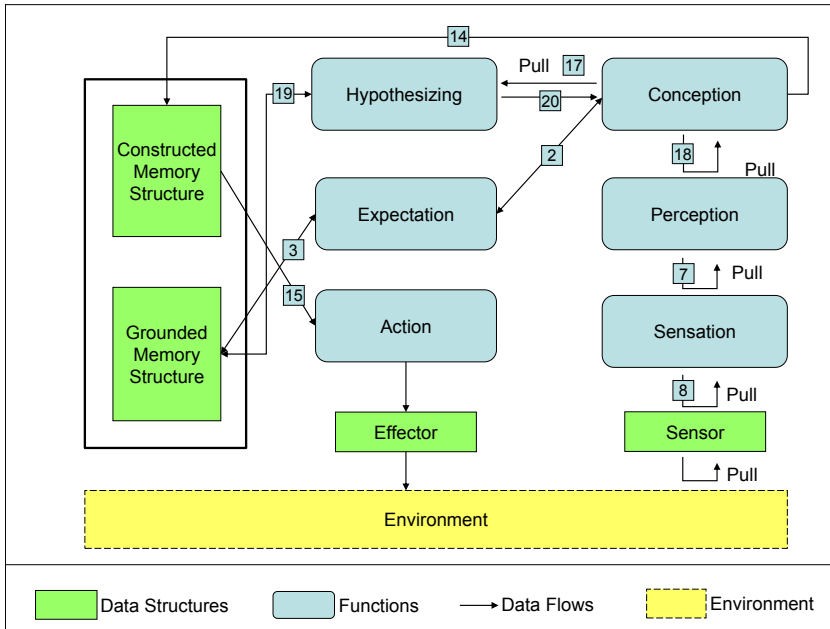 14
Pull 17
19
Hypothesizing
20
Conception
Constructed
Memory
Structure
2
18
Pull
Expectation
Perception
3
7
Pull
15
Grounded
Memory
Structure
Action
Sensation
8
Pull
Effector
Sensor
Pull
Environment
Data Structures
Functions
Data Flows
Environment